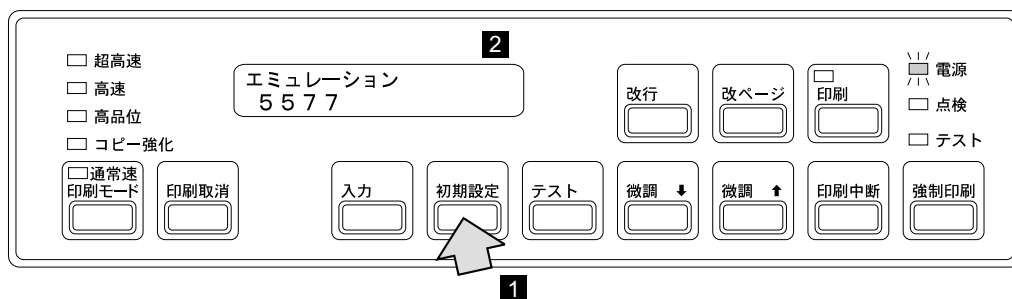 2
超高速
高速
高品位
コピー強化
エミュレーション
5577
改行
改ページ
印刷
電源
点検
テスト
通常速
印刷モード
印刷取消
入力
初期設定
テスト
微調 ⬇
微調 ⬆
印刷中断
強制印刷
1